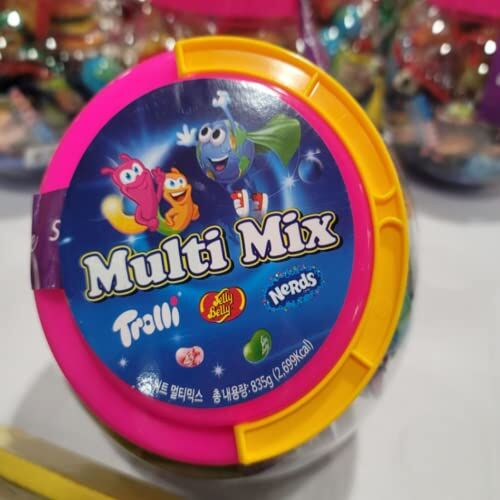 S
Multi Mix
Trolli
Jelly Belly
NERDS
멀티믹스 총 내용량: 835g (2,699Kcal)